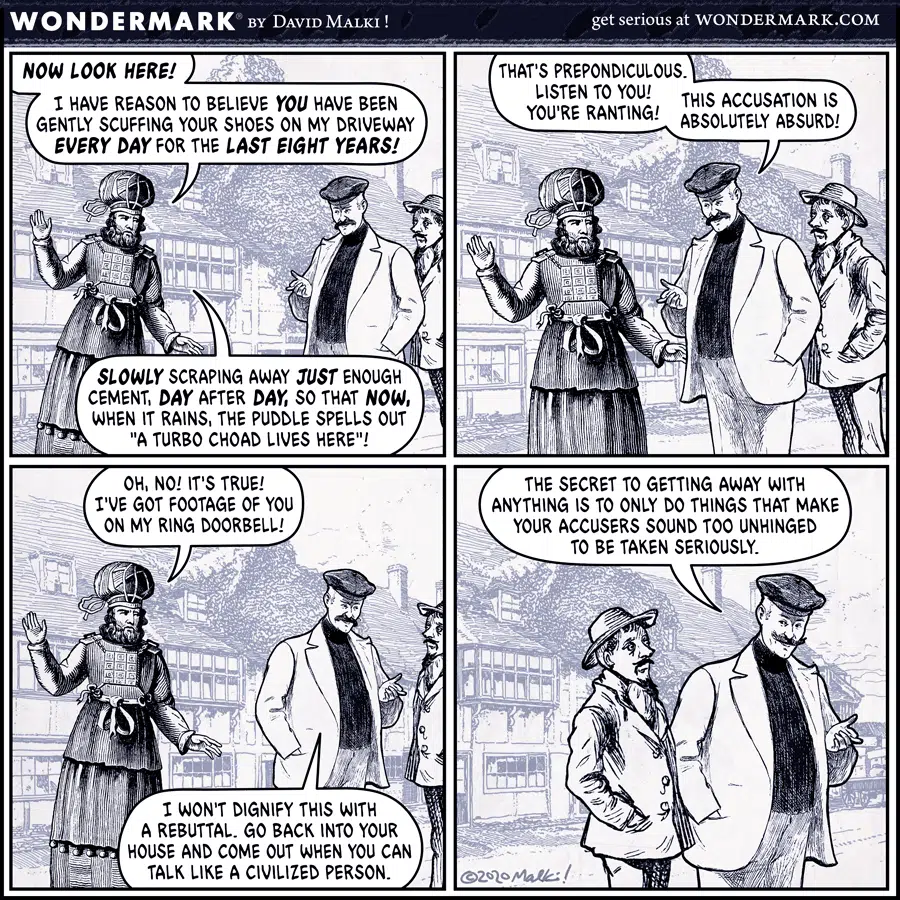 WONDERMARK® BY DAVID MALKI !
get serious at WONDERMARK.COM
NOW LOOK HERE!
I HAVE REASON TO BELIEVE YOU HAVE BEEN
GENTLY SCUFFING YOUR SHOES ON MY DRIVEWAY
EVERY DAY FOR THE LAST EIGHT YEARS!
SLOWLY SCRAPING AWAY JUST ENOUGH
CEMENT, DAY AFTER DAY, SO THAT NOW,
WHEN IT RAINS, THE PUDDLE SPELLS OUT
"A TURBO CHOAD LIVES HERE"!
THAT'S PREPONDICULOUS.
LISTEN TO YOU!
YOU'RE RANTING!
THIS ACCUSATION IS
ABSOLUTELY ABSURD!
OH, NO! IT'S TRUE!
I'VE GOT FOOTAGE OF YOU
ON MY RING DOORBELL!
I WON'T DIGNIFY THIS WITH
A REBUTTAL. GO BACK INTO YOUR
HOUSE AND COME OUT WHEN YOU CAN
TALK LIKE A CIVILIZED PERSON.
THE SECRET TO GETTING AWAY WITH
ANYTHING IS TO ONLY DO THINGS THAT MAKE
YOUR ACCUSERS SOUND TOO UNHINGED
TO BE TAKEN SERIOUSLY.
©2020 Malki!